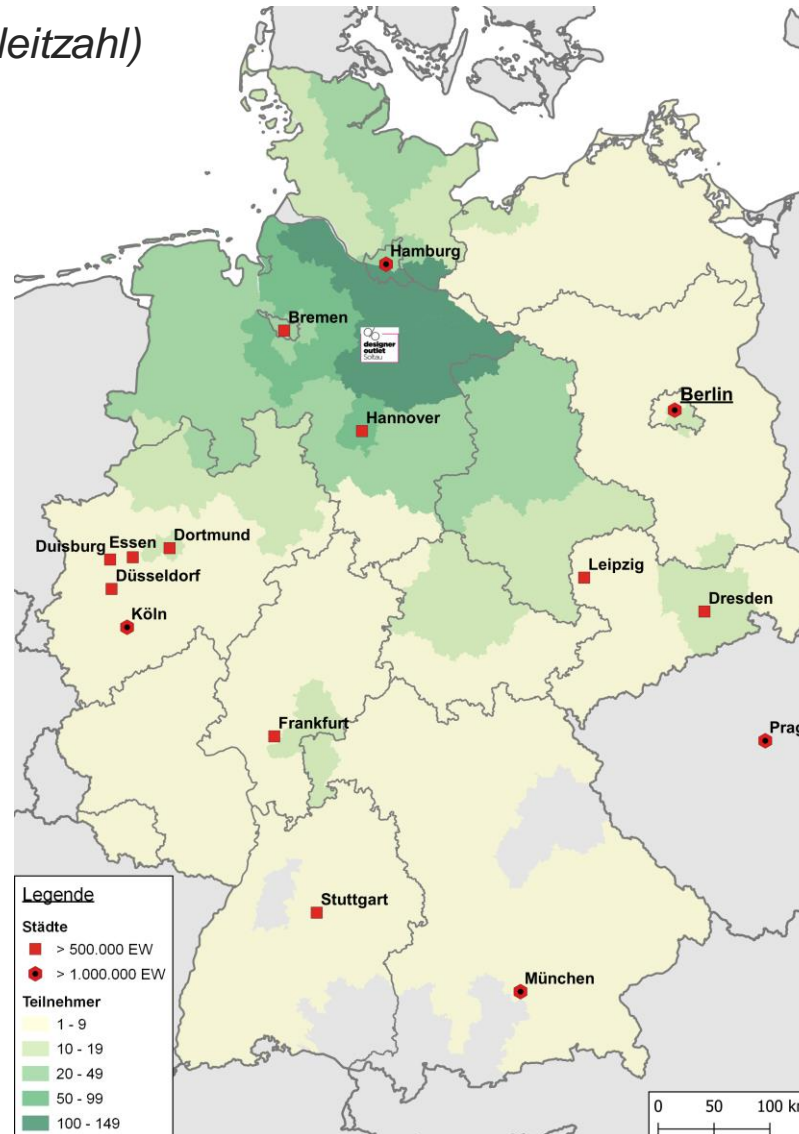 leitzahl)
Hamburg
Bremen
designer
outlet
Soltau
Berlin
Hannover
Dortmund
Essen
Duisburg
Düsseldorf
Leipzig
Köln
Dresden
Frankfurt
Prag
Stuttgart
München
Legende
Städte
> 500.000 EW
> 1.000.000 EW
Teilnehmer
1 - 9
10 - 19
20 - 49
50 - 99
100 - 149
0 50 100 km